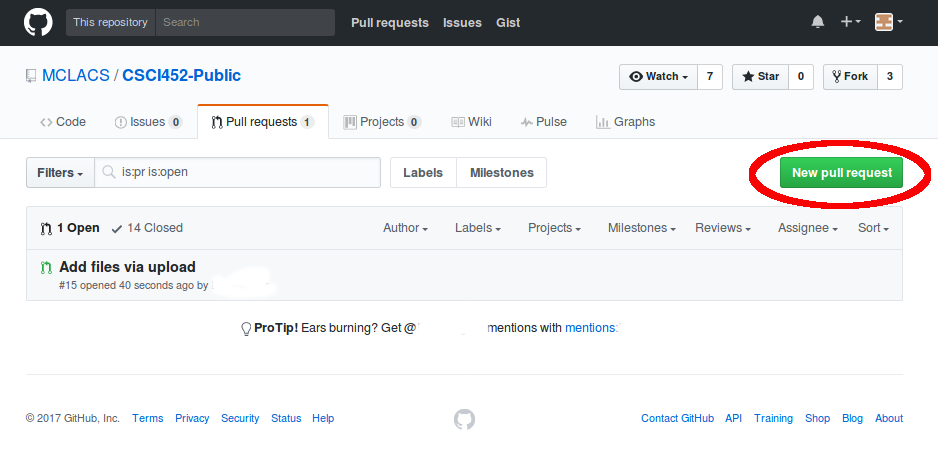 This repository Search Pull requests Issues Gist
MCLACS / CSCI452-Public Watch 7 Star 0 Fork 3
Code Issues 0 Pull requests 1 Projects 0 Wiki Pulse Graphs
Filters is:pr is:open Labels Milestones New pull request
1 Open 14 Closed Author Labels Projects Milestones Reviews Assignee Sort
Add files via upload
#15 opened 40 seconds ago by
ProTip! Ears burning? Get @ mentions with mentions:
© 2017 GitHub, Inc. Terms Privacy Security Status Help Contact GitHub API Training Shop Blog About